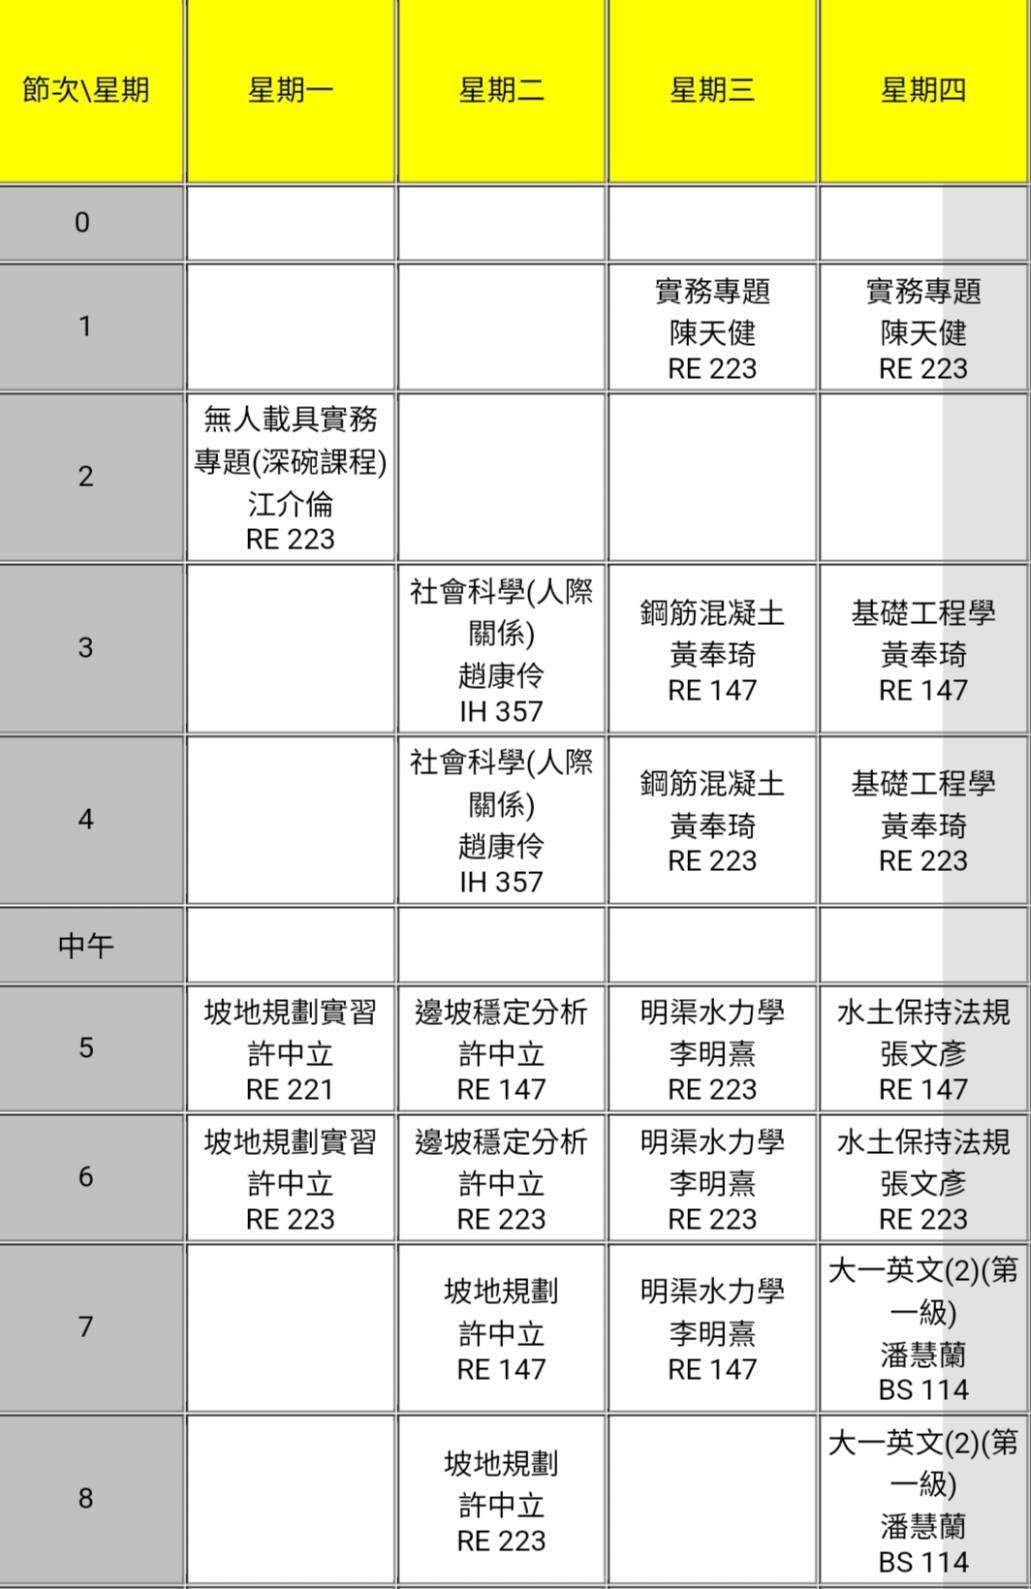 節次\星期 星期一 星期二 星期三 星期四
0
1
實務專題
陳天健
RE 223
實務專題
陳天健
RE 223
2
無人載具實務
專題(深碗課程)
江介倫
RE 223
3
社會科學(人際
關係)
趙康伶
IH 357
鋼筋混凝土
黃奉琦
RE 147
基礎工程學
黃奉琦
RE 147
4
社會科學(人際
關係)
趙康伶
IH 357
鋼筋混凝土
黃奉琦
RE 223
基礎工程學
黃奉琦
RE 223
中午
5
坡地規劃實習
許中立
RE 221
邊坡穩定分析
許中立
RE 147
明渠水力學
李明熹
RE 223
水土保持法規
張文彥
RE 147
6
坡地規劃實習
許中立
RE 223
邊坡穩定分析
許中立
RE 223
明渠水力學
李明熹
RE 223
水土保持法規
張文彥
RE 223
7
坡地規劃
許中立
RE 147
明渠水力學
李明熹
RE 147
大一英文(2)(第
一級)
潘慧蘭
BS 114
8
坡地規劃
許中立
RE 223
大一英文(2)(第
一級)
潘慧蘭
BS 114